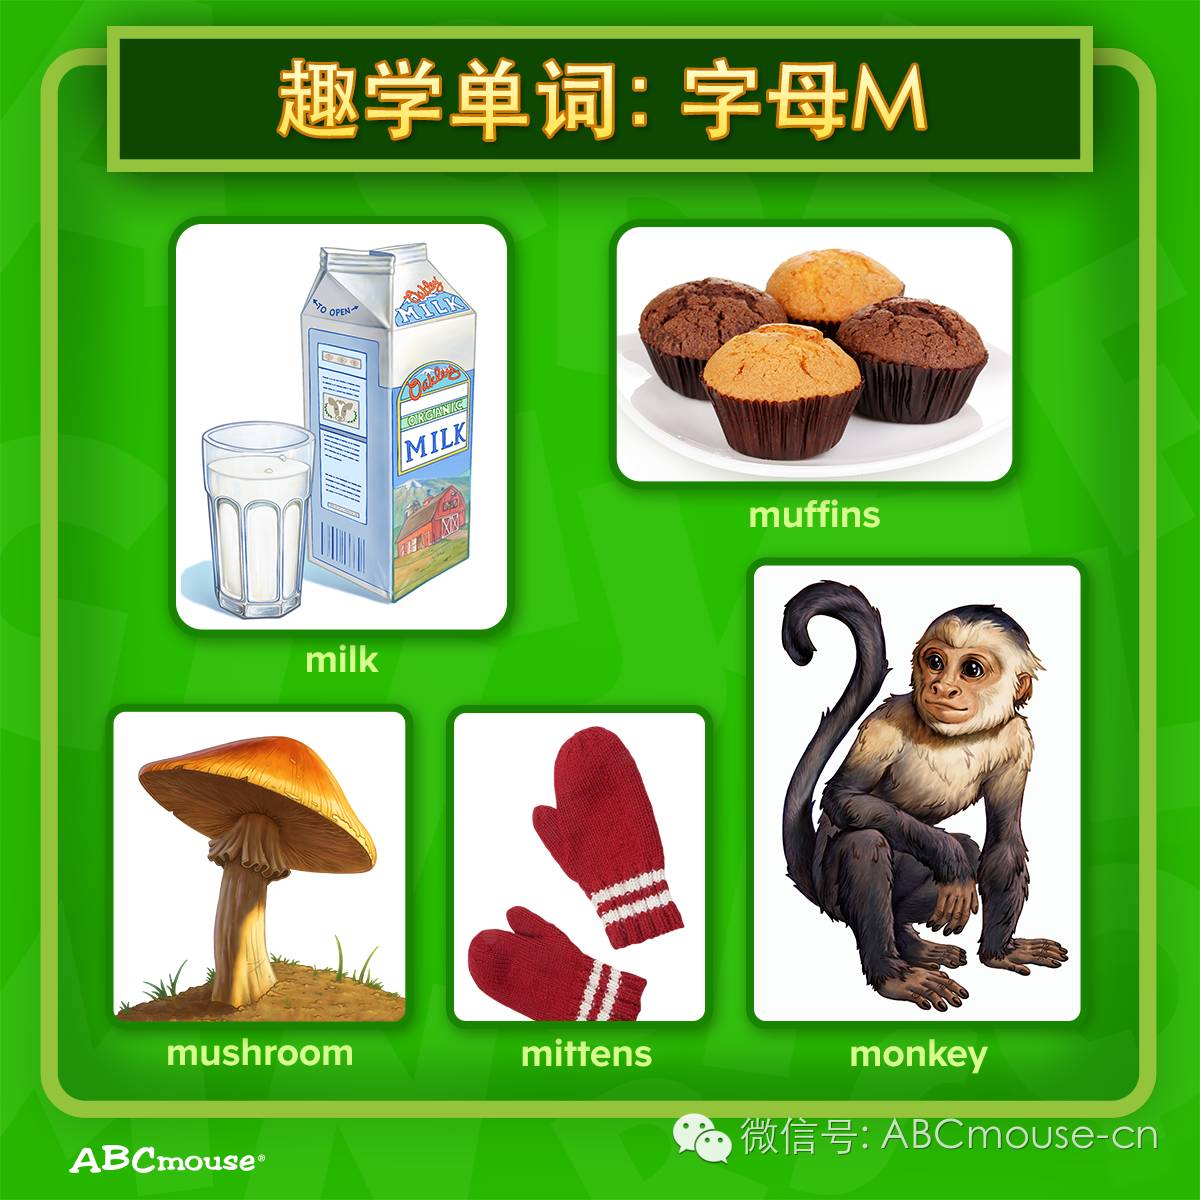 趣学单词：字母M
←TO OPEN→
Oakley
MILK
Oakleys
ORGANIC
MILK
milk
muffins
mushroom
mittens
monkey
ABCmouse®
微信号: ABCmouse-cn